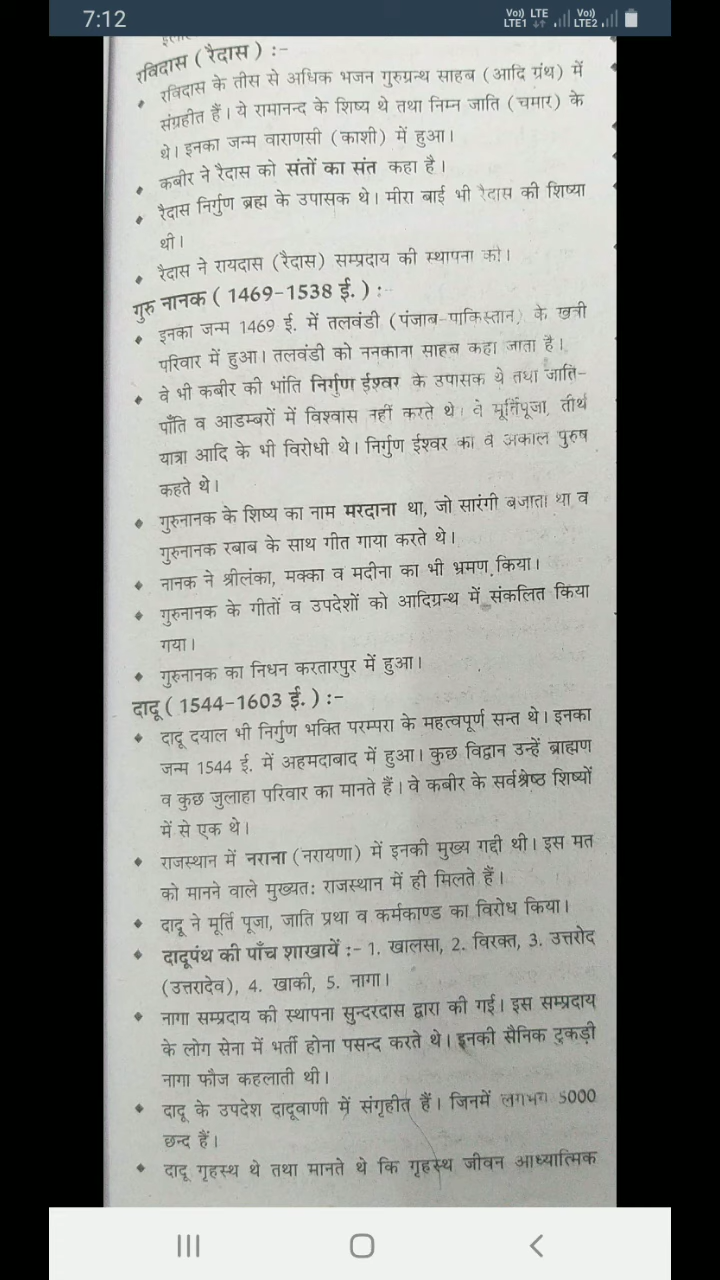 7:12 Vo)) LTE LTE1 Vo)) LTE2
रविदास (रैदास) :-
रविदास के तीस से अधिक भजन गुरुग्रन्थ साहब (आदि ग्रंथ) में
संग्रहीत हैं। ये रामानन्द के शिष्य थे तथा निम्न जाति (चमार) के
थे। इनका जन्म वाराणसी (काशी) में हुआ।
कबीर ने रैदास को संतों का संत कहा है।
रैदास निर्गुण ब्रह्म के उपासक थे। मीरा बाई भी रैदास की शिष्या
थी।
रैदास ने रायदास (रैदास) सम्प्रदाय की स्थापना की।
गुरु नानक ( 1469-1538 ई. ) :-
इनका जन्म 1469 ई. में तलवंडी (पंजाब-पाकिस्तान) के खत्री
परिवार में हुआ। तलवंडी को ननकाना साहब कहा जाता है।
वे भी कबीर की भांति निर्गुण ईश्वर के उपासक थे तथा जाति-
पाँति व आडम्बरों में विश्वास नहीं करते थे। वे मूर्तिपूजा, तीर्थ
यात्रा आदि के भी विरोधी थे। निर्गुण ईश्वर को वे अकाल पुरुष
कहते थे।
गुरुनानक के शिष्य का नाम मरदाना था, जो सारंगी बजाता था व
गुरुनानक रबाब के साथ गीत गाया करते थे।
नानक ने श्रीलंका, मक्का व मदीना का भी भ्रमण किया।
गुरुनानक के गीतों व उपदेशों को आदिग्रन्थ में संकलित किया
गया।
गुरुनानक का निधन करतारपुर में हुआ।
दादू ( 1544-1603 ई. ) :-
दादू दयाल भी निर्गुण भक्ति परम्परा के महत्वपूर्ण सन्त थे। इनका
जन्म 1544 ई. में अहमदाबाद में हुआ। कुछ विद्वान उन्हें ब्राह्मण
व कुछ जुलाहा परिवार का मानते हैं। वे कबीर के सर्वश्रेष्ठ शिष्यों
में से एक थे।
राजस्थान में नराना (नरायणा) में इनकी मुख्य गद्दी थी। इस मत
को मानने वाले मुख्यतः राजस्थान में ही मिलते हैं।
दादू ने मूर्ति पूजा, जाति प्रथा व कर्मकाण्ड का विरोध किया।
दादूपंथ की पाँच शाखायें :- 1. खालसा, 2. विरक्त, 3. उत्तरोद
(उत्तरादेव), 4. खाकी, 5. नागा।
नागा सम्प्रदाय की स्थापना सुन्दरदास द्वारा की गई। इस सम्प्रदाय
के लोग सेना में भर्ती होना पसन्द करते थे। इनकी सैनिक टुकड़ी
नागा फौज कहलाती थी।
दादू के उपदेश दादूवाणी में संगृहीत हैं। जिनमें लगभग 5000
छन्द हैं।
दादू गृहस्थ थे तथा मानते थे कि गृहस्थ जीवन आध्यात्मिक